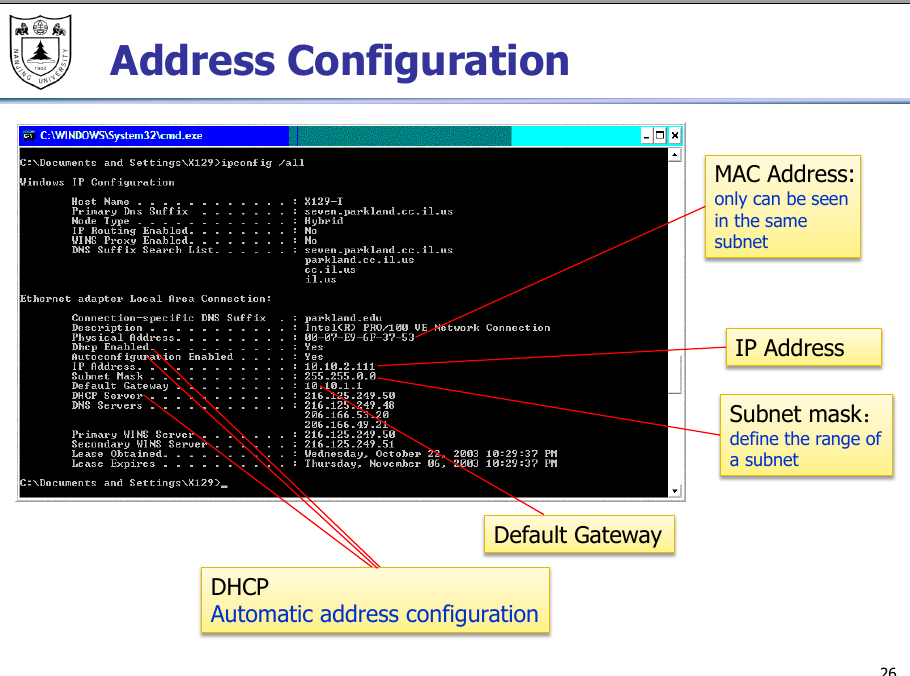 NANJING UNIVERSITY
1902
Address Configuration
C:\WINDOWS\System32\cmd.exe
C:\Documents and Settings\X129>ipconfig /all
Windows IP Configuration
Host Name . . . . . . . . . . . . : X129-T
Primary Dns Suffix . . . . . . . : seven.parkland.cc.il.us
Node Type . . . . . . . . . . . . : Hybrid
IP Routing Enabled. . . . . . . . : No
WINS Proxy Enabled. . . . . . . . : No
DNS Suffix Search List. . . . . . : seven.parkland.cc.il.us
parkland.cc.il.us
cc.il.us
il.us
Ethernet adapter Local Area Connection:
Connection-specific DNS Suffix . : parkland.edu
Description . . . . . . . . . . . : Intel(R) PRO/100 VE Network Connection
Physical Address. . . . . . . . . : 00-07-E9-6F-37-53
Dhcp Enabled. . . . . . . . . . . : Yes
Autoconfiguration Enabled . . . . : Yes
IP Address. . . . . . . . . . . . : 10.10.2.111
Subnet Mask . . . . . . . . . . . : 255.255.0.0
Default Gateway . . . . . . . . . : 10.10.1.1
DHCP Server . . . . . . . . . . . : 216.125.249.50
DNS Servers . . . . . . . . . . . : 216.125.249.48
206.166.53.20
206.166.49.21
Primary WINS Server . . . . . . . : 216.125.249.50
Secondary WINS Server . . . . . . : 216.125.249.51
Lease Obtained. . . . . . . . . . : Wednesday, October 22, 2003 10:29:37 PM
Lease Expires . . . . . . . . . . : Thursday, November 06, 2003 10:29:37 PM
C:\Documents and Settings\X129>_
MAC Address:
only can be seen
in the same
subnet
IP Address
Subnet mask：
define the range of
a subnet
Default Gateway
DHCP
Automatic address configuration
26